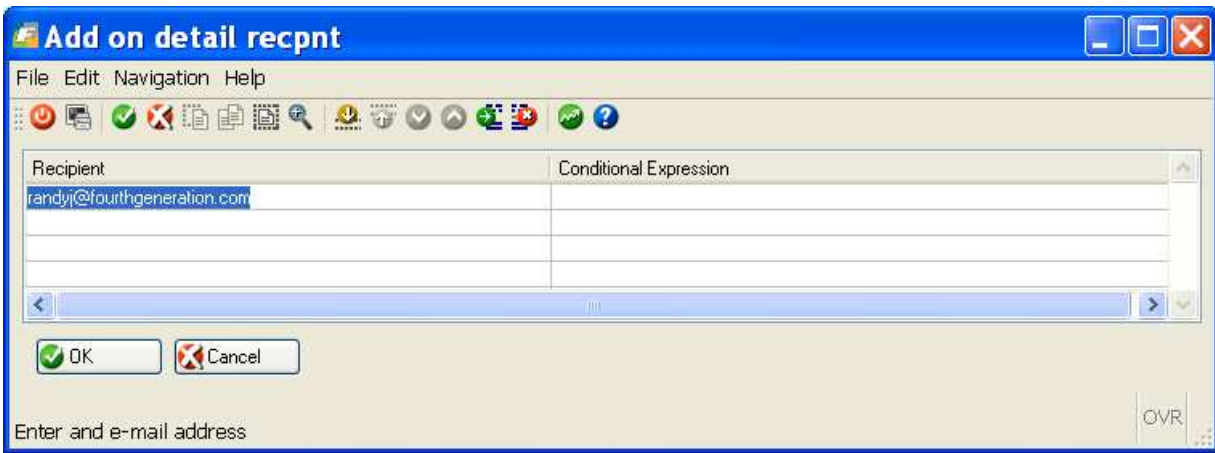 Add on detail recpnt
File Edit Navigation Help
Recipient Conditional Expression
randyj@fourthgeneration.com
OK Cancel
OVR
Enter and e-mail address